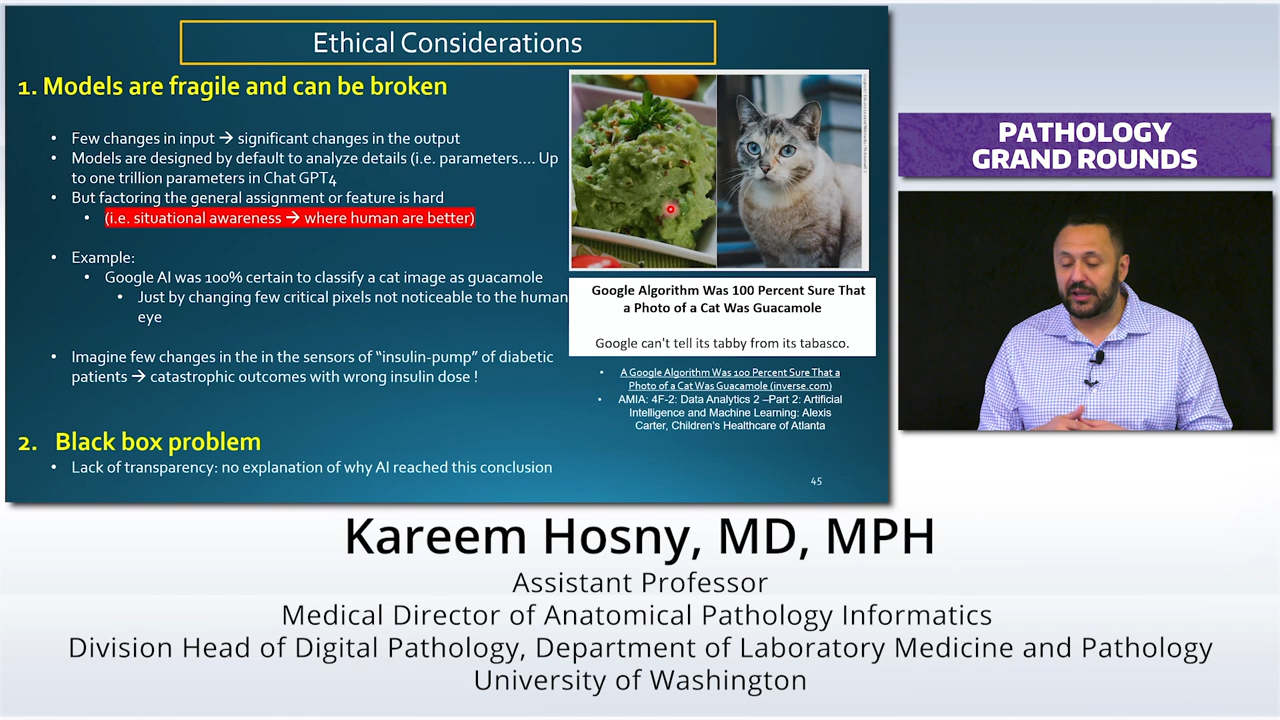 Ethical Considerations
1. Models are fragile and can be broken
• Few changes in input → significant changes in the output
• Models are designed by default to analyze details (i.e. parameters.... Up
to one trillion parameters in Chat GPT4
• But factoring the general assignment or feature is hard
• (i.e. situational awareness → where human are better)
• Example:
• Google AI was 100% certain to classify a cat image as guacamole
• Just by changing few critical pixels not noticeable to the human
eye
• Imagine few changes in the in the sensors of "insulin-pump" of diabetic
patients → catastrophic outcomes with wrong insulin dose !
2. Black box problem
• Lack of transparency: no explanation of why AI reached this conclusion
Google Algorithm Was 100 Percent Sure That
a Photo of a Cat Was Guacamole
Google can't tell its tabby from its tabasco.
• A Google Algorithm Was 100 Percent Sure That a
Photo of a Cat Was Guacamole (inverse.com)
• AMIA: 4F-2: Data Analytics 2 –Part 2: Artificial
Intelligence and Machine Learning: Alexis
Carter, Children's Healthcare of Atlanta
45
PATHOLOGY
GRAND ROUNDS
Kareem Hosny, MD, MPH
Assistant Professor
Medical Director of Anatomical Pathology Informatics
Division Head of Digital Pathology, Department of Laboratory Medicine and Pathology
University of Washington